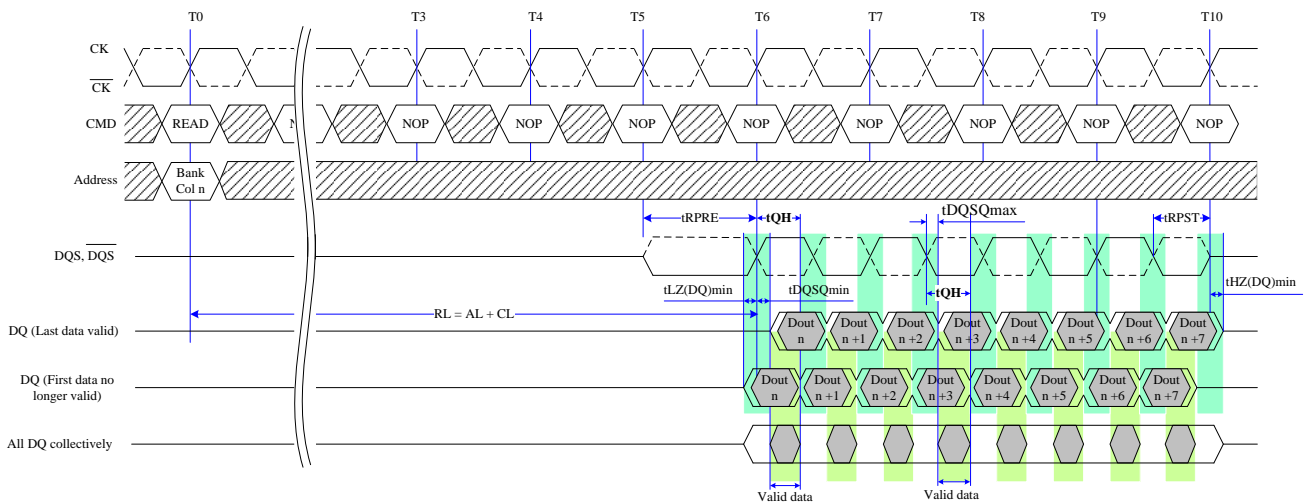 T0 T3 T4 T5 T6 T7 T8 T9 T10
CK
CK
CMD READ N NOP NOP NOP NOP NOP NOP NOP NOP
Address Bank
Col n
tRPRE tQH tDQSQmax tRPST
DQS, DQS
tLZ(DQ)min tDQSQmin tQH tHZ(DQ)min
RL = AL + CL
DQ (Last data valid) Dout Dout Dout Dout Dout Dout Dout Dout
n n +1 n +2 n +3 n +4 n +5 n +6 n +7
DQ (First data no
longer valid) Dout Dout Dout Dout Dout Dout Dout Dout
n n +1 n +2 n +3 n +4 n +5 n +6 n +7
All DQ collectively
Valid data Valid data